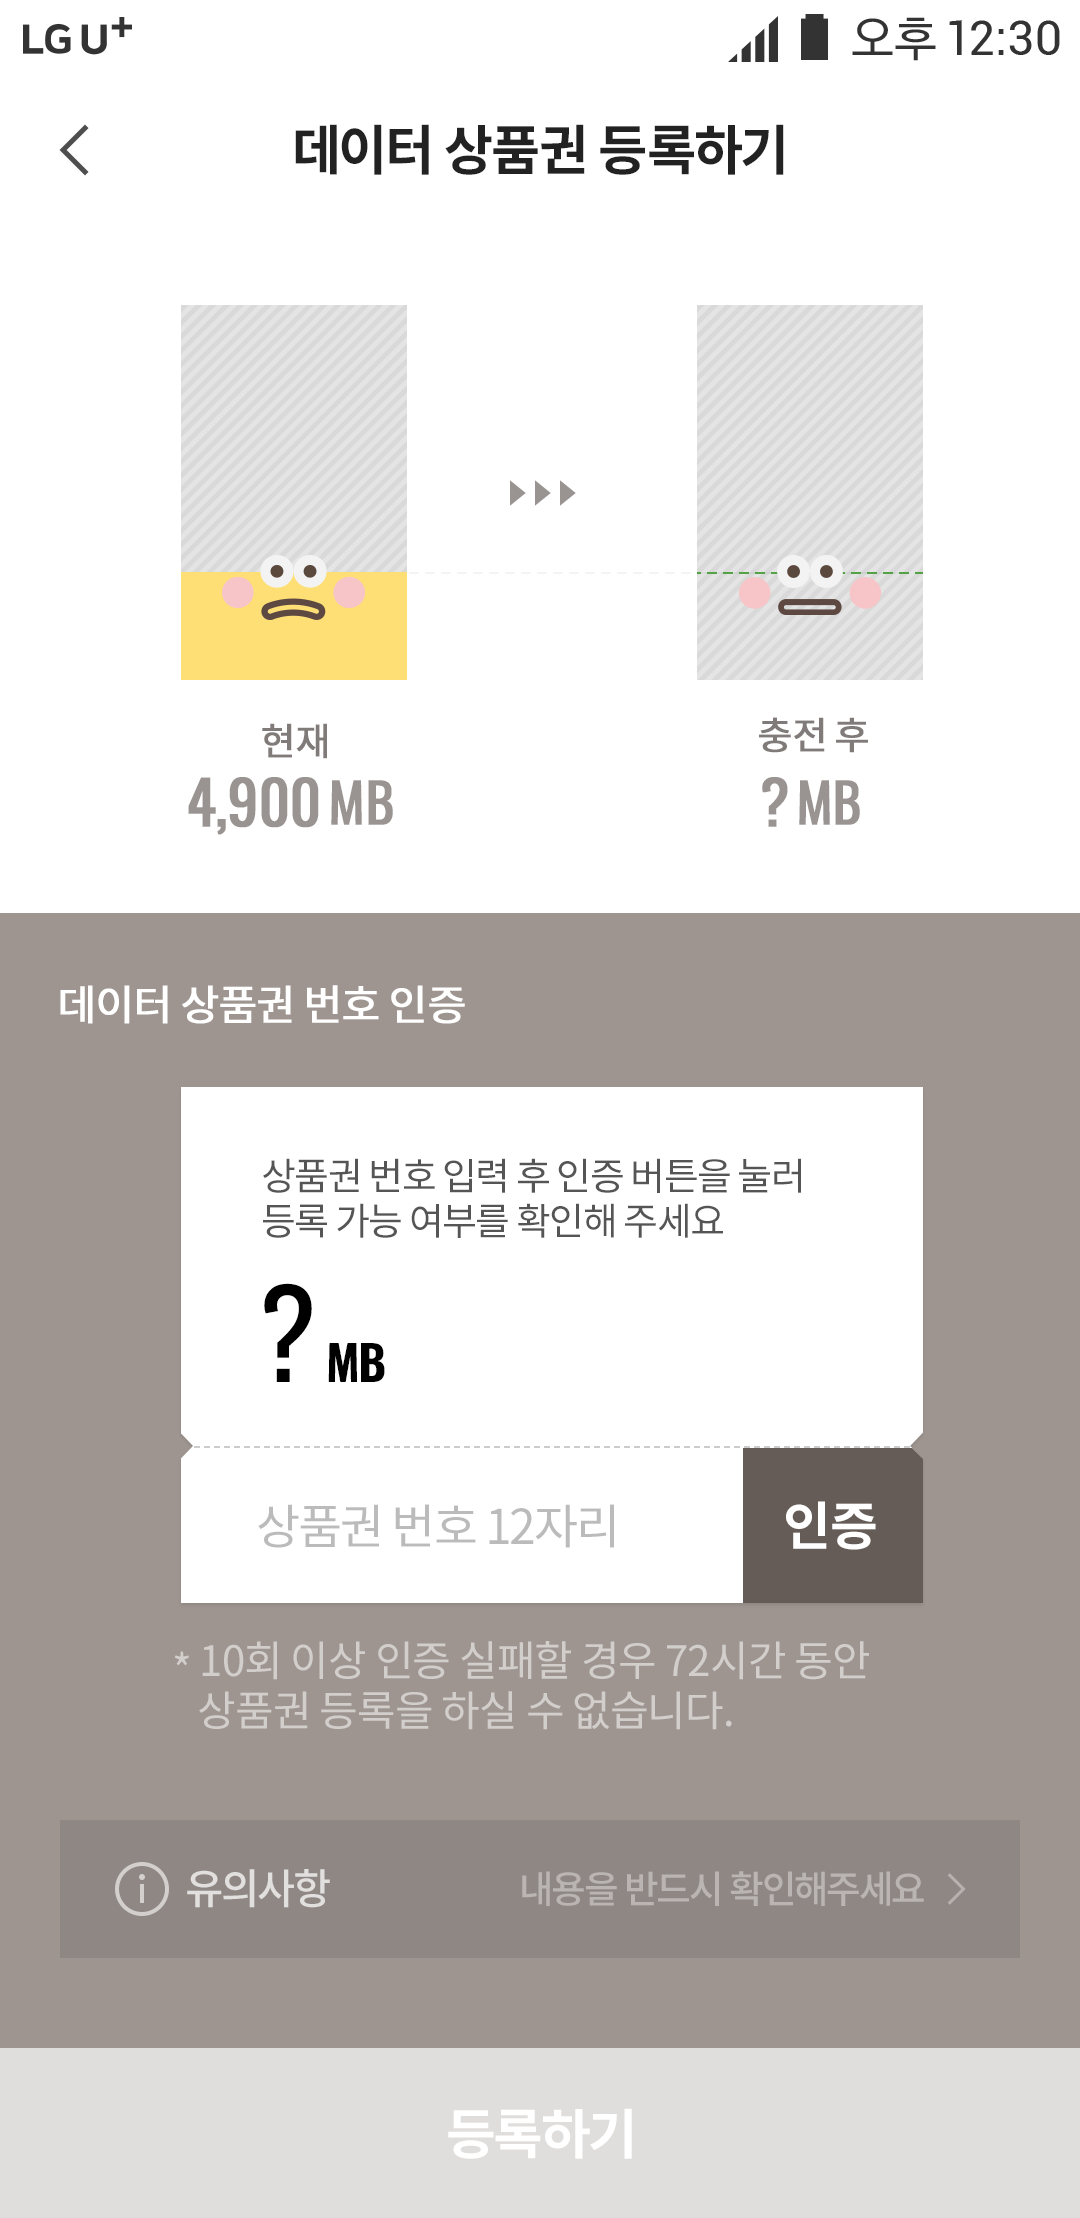 LG U+ 오후 12:30
데이터 상품권 등록하기
현재
4,900 MB
충전 후
? MB
데이터 상품권 번호 인증
상품권 번호 입력 후 인증 버튼을 눌러
등록 가능 여부를 확인해 주세요
? MB
상품권 번호 12자리
인증
* 10회 이상 인증 실패할 경우 72시간 동안
상품권 등록을 하실 수 없습니다.
유의사항 내용을 반드시 확인해주세요
등록하기